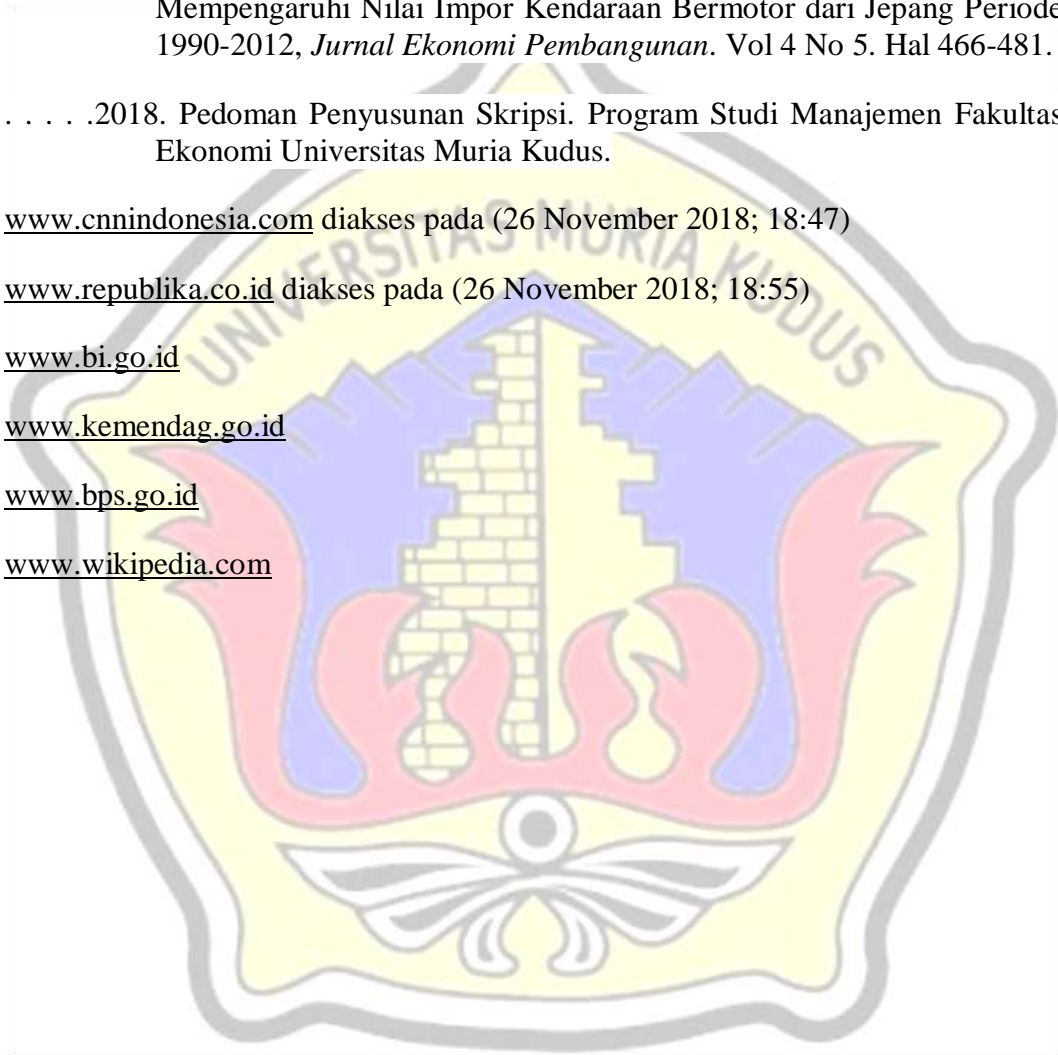 Mempengaruhi Nilai Impor Kendaraan Bermotor dari Jepang Periode
1990-2012, Jurnal Ekonomi Pembangunan. Vol 4 No 5. Hal 466-481.
. . . . .2018. Pedoman Penyusunan Skripsi. Program Studi Manajemen Fakultas
Ekonomi Universitas Muria Kudus.
www.cnnindonesia.com diakses pada (26 November 2018; 18:47)
www.republika.co.id diakses pada (26 November 2018; 18:55)
www.bi.go.id
www.kemendag.go.id
www.bps.go.id
www.wikipedia.com
UNIVERSITAS MURIA KUDUS